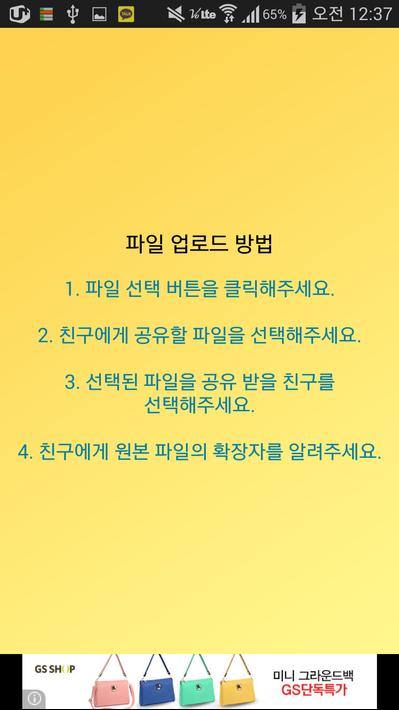 65% 오전 12:37
파일 업로드 방법
1. 파일 선택 버튼을 클릭해주세요.
2. 친구에게 공유할 파일을 선택해주세요.
3. 선택된 파일을 공유 받을 친구를
선택해주세요.
4. 친구에게 원본 파일의 확장자를 알려주세요.
GS SHOP
미니 그라운드백
GS단독특가